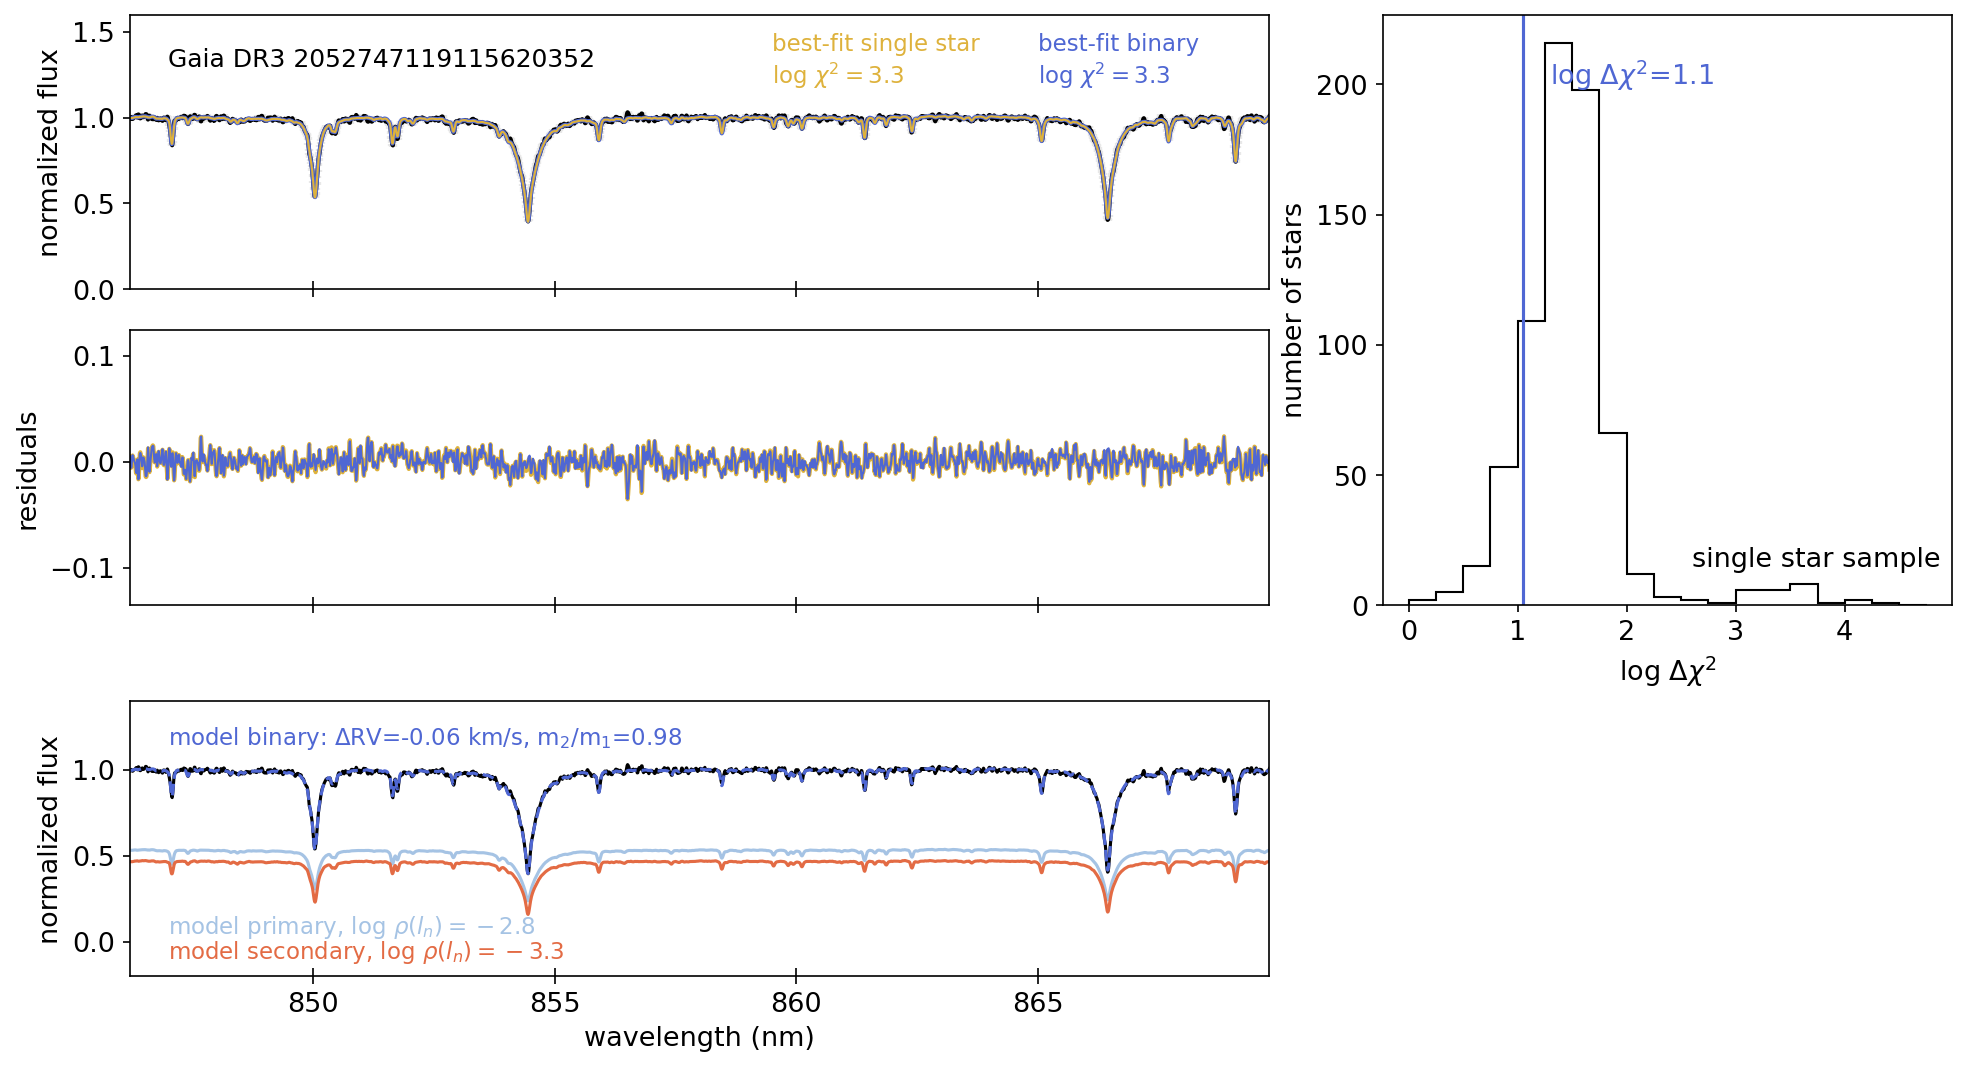 normalized flux
1.5
1.0
0.5
0.0
Gaia DR3 2052747119115620352
best-fit single star
log χ² = 3.3
best-fit binary
log χ² = 3.3
residuals
0.1
0.0
−0.1
normalized flux
1.0
0.5
0.0
model binary: ΔRV=-0.06 km/s, m₂/m₁=0.98
model primary, log ρ(lₙ) = −2.8
model secondary, log ρ(lₙ) = −3.3
850 855 860 865
wavelength (nm)
number of stars
200
150
100
50
0
log Δχ²=1.1
single star sample
0 1 2 3 4
log Δχ²